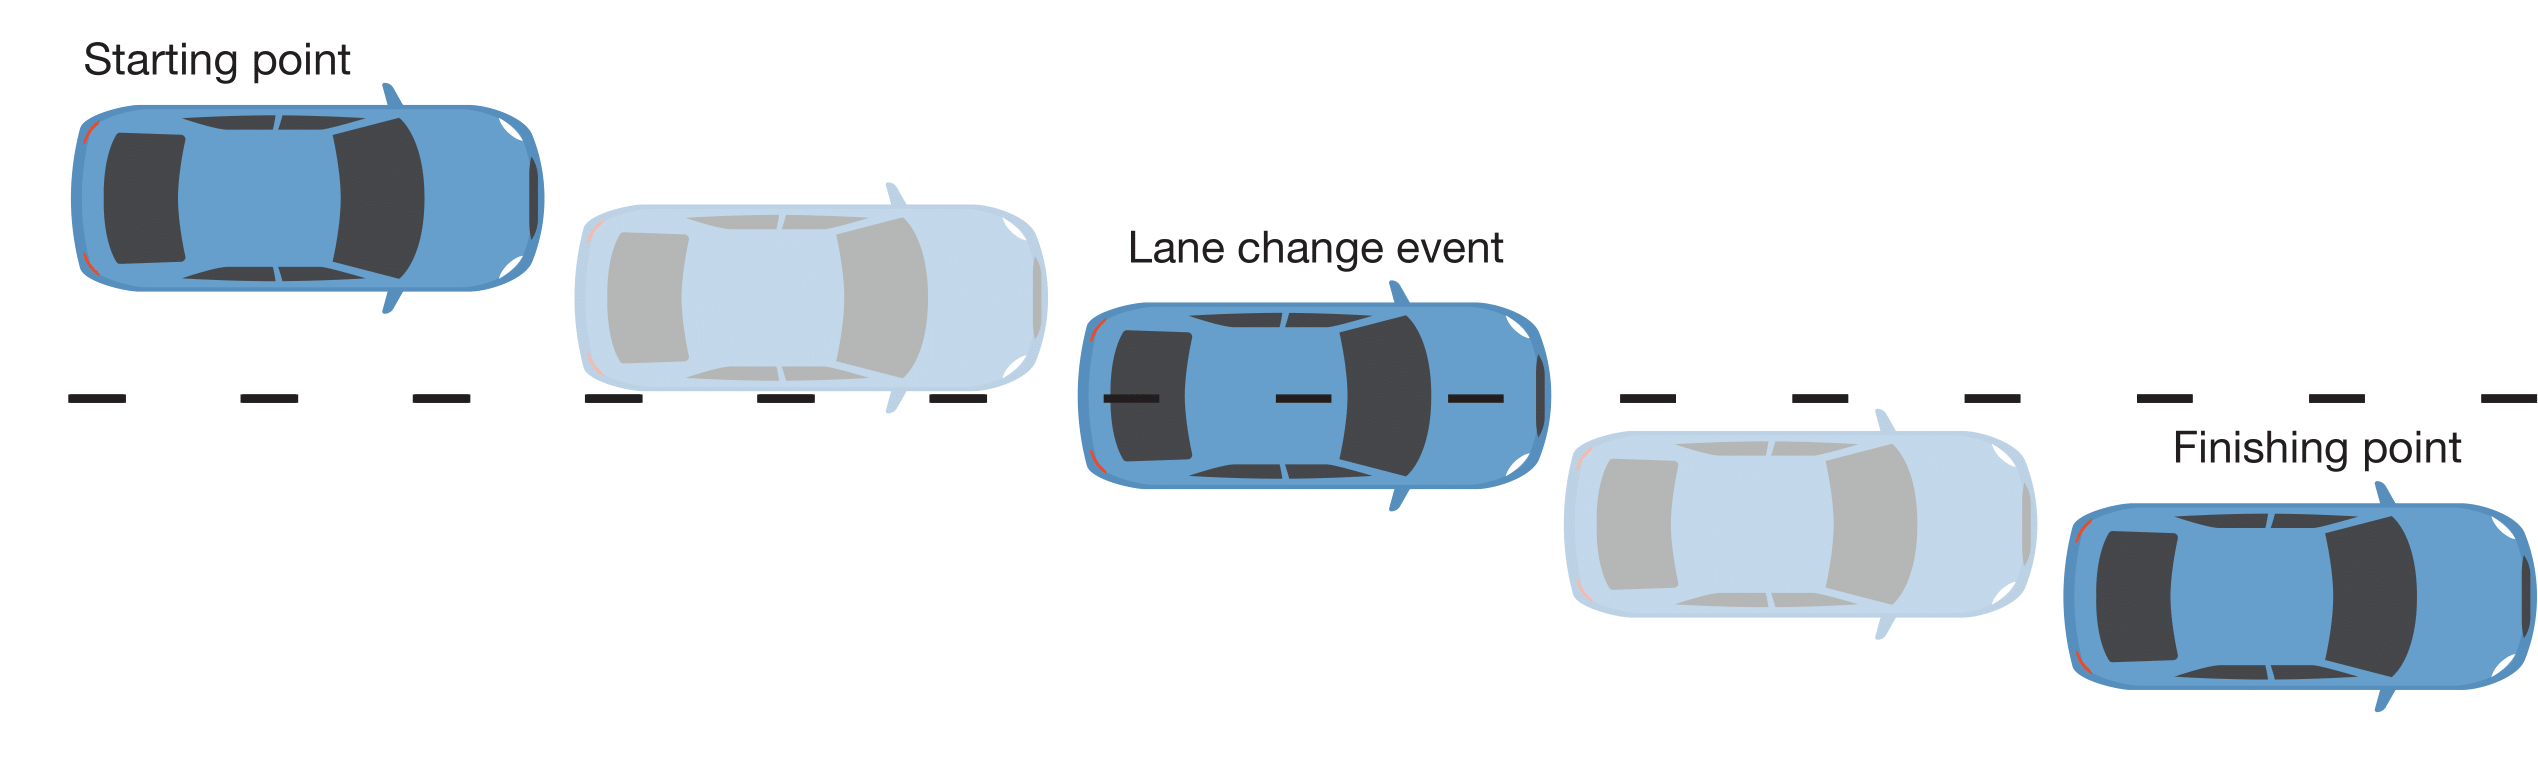 Starting point
Lane change event
Finishing point